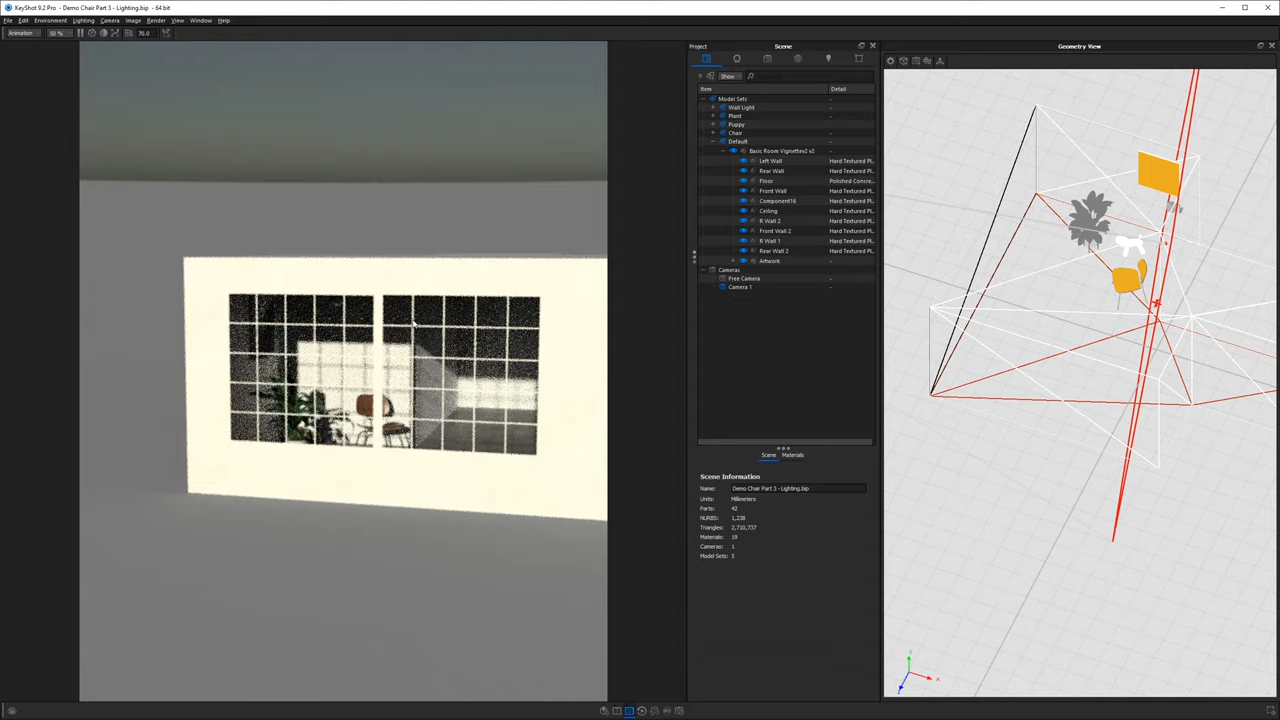 KeyShot 9.2 Pro - Demo Chair Part 3 - Lighting.bip - 64 bit
File Edit Environment Lighting Camera Image Render View Window Help
Animation 50 % 70.0
Project Scene
Geometry View
Show
Item Detail
Model Sets -
Wall Light -
Plant -
Puppy -
Chair -
Default -
Basic Room Vignettev2 v2 -
Left Wall Hard Textured Pl...
Rear Wall Hard Textured Pl...
Floor Polished Concre...
Front Wall Hard Textured Pl...
Component16 Hard Textured Pl...
Ceiling Hard Textured Pl...
R Wall 2 Hard Textured Pl...
Front Wall 2 Hard Textured Pl...
R Wall 1 Hard Textured Pl...
Rear Wall 2 Hard Textured Pl...
Artwork -
Cameras -
Free Camera -
Camera 1 -
Scene Materials
Scene Information
Name: Demo Chair Part 3 - Lighting.bip
Units: Millimeters
Parts: 42
NURBS: 1,238
Triangles: 2,710,737
Materials: 19
Cameras: 1
Model Sets: 5
Y
X
Z